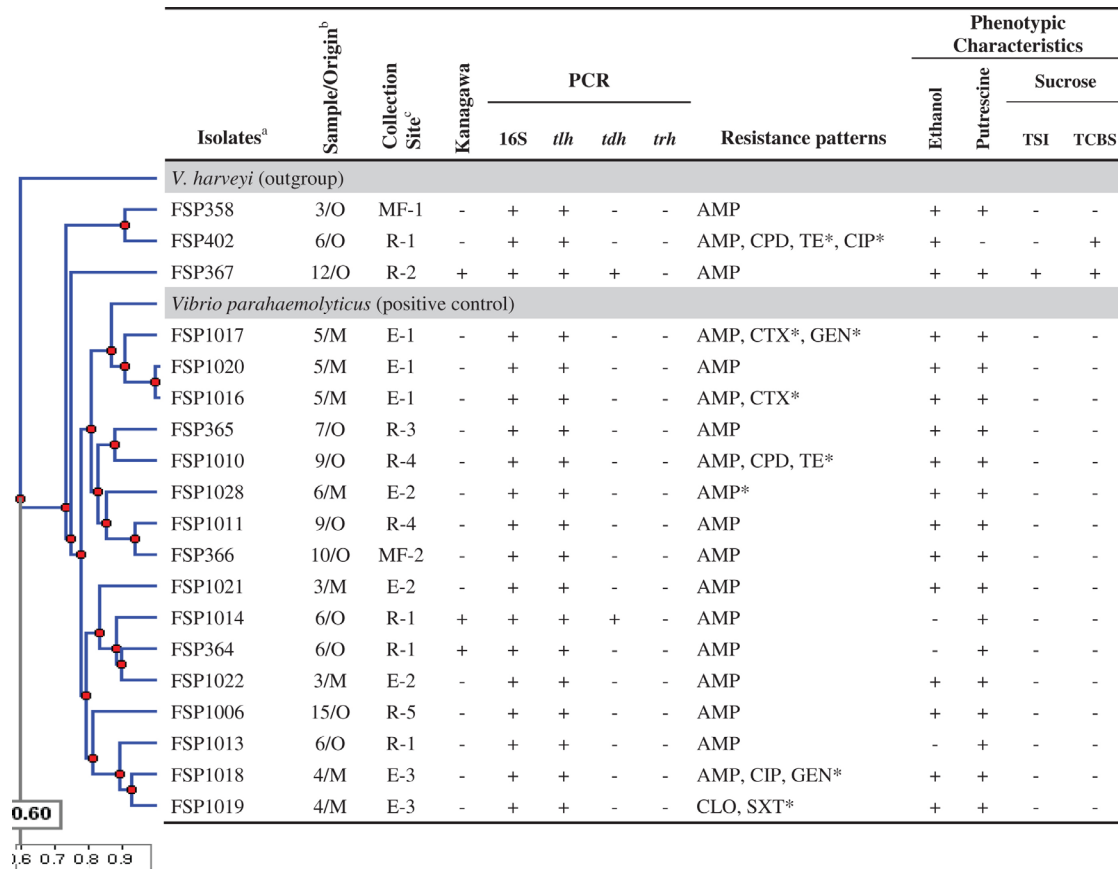 Phenotypic
Characteristics
Isolatesᵃ Sample/Originᵇ Collection Siteᶜ Kanagawa PCR Resistance patterns Ethanol Putrescine Sucrose
16S tlh tdh trh TSI TCBS
V. harveyi (outgroup)
FSP358 3/O MF-1 - + + - - AMP + + - -
FSP402 6/O R-1 - + + - - AMP, CPD, TE*, CIP* + - - +
FSP367 12/O R-2 + + + + - AMP + + + +
Vibrio parahaemolyticus (positive control)
FSP1017 5/M E-1 - + + - - AMP, CTX*, GEN* + + - -
FSP1020 5/M E-1 - + + - - AMP + + - -
FSP1016 5/M E-1 - + + - - AMP, CTX* + + - -
FSP365 7/O R-3 - + + - - AMP + + - -
FSP1010 9/O R-4 - + + - - AMP, CPD, TE* + + - -
FSP1028 6/M E-2 - + + - - AMP* + + - -
FSP1011 9/O R-4 - + + - - AMP + + - -
FSP366 10/O MF-2 - + + - - AMP + + - -
FSP1021 3/M E-2 - + + - - AMP + + - -
FSP1014 6/O R-1 + + + + - AMP - + - -
FSP364 6/O R-1 + + + - - AMP - + - -
FSP1022 3/M E-2 - + + - - AMP + + - -
FSP1006 15/O R-5 - + + - - AMP + + - -
FSP1013 6/O R-1 - + + - - AMP - + - -
FSP1018 4/M E-3 - + + - - AMP, CIP, GEN* + + - -
FSP1019 4/M E-3 - + + - - CLO, SXT* + + - -
0.60
0.6 0.7 0.8 0.9